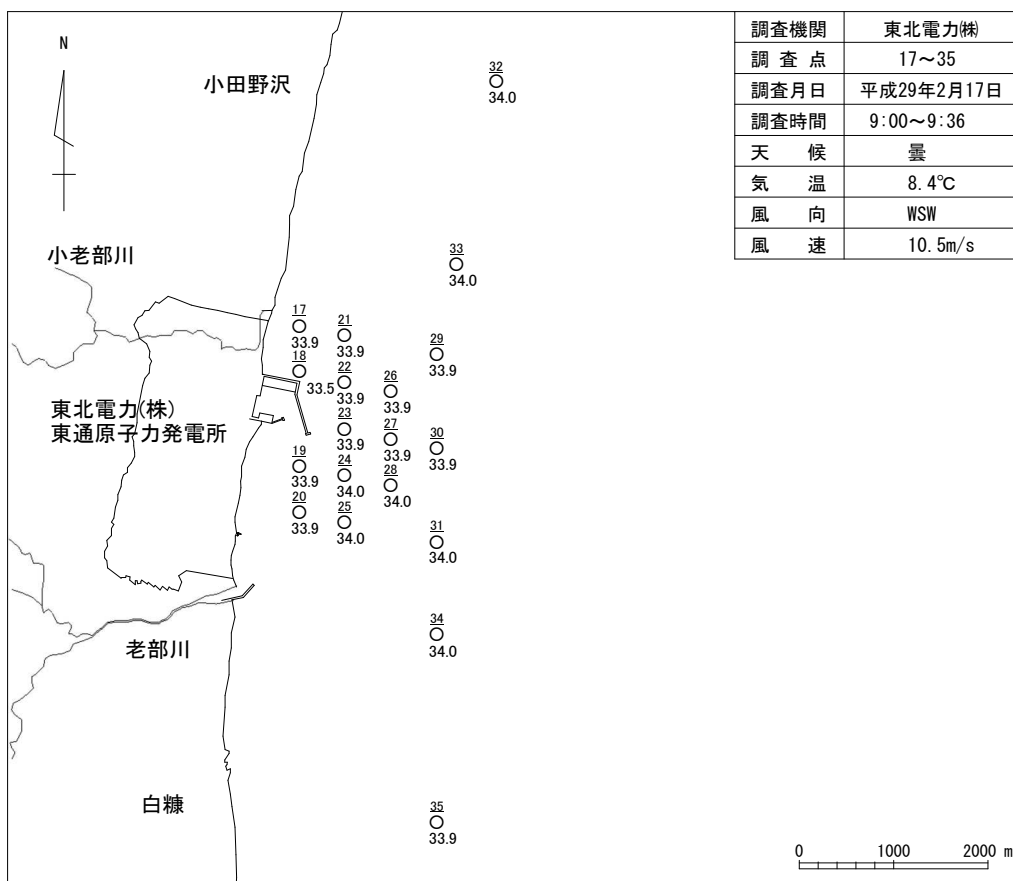 調査機関 東北電力㈱
調査点 17～35
調査月日 平成29年2月17日
調査時間 9:00～9:36
天候 曇
気温 8.4℃
風向 WSW
風速 10.5m/s
N
小田野沢
32
34.0
小老部川
33
34.0
17
33.9
21
33.9
29
33.9
18
33.5
22
33.9
26
33.9
東北電力(株)
東通原子力発電所
23
33.9
27
33.9
30
33.9
19
33.9
24
34.0
28
34.0
20
33.9
25
34.0
31
34.0
34
34.0
老部川
白糠
35
33.9
0 1000 2000 m